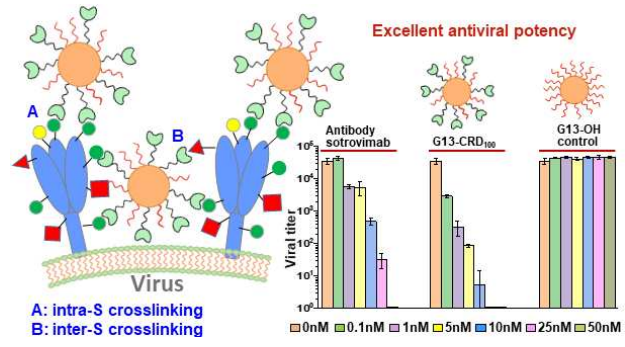 Excellent antiviral potency
A
B
Antibody
sotrovimab
G13-CRD₁₀₀
G13-OH
control
Viral titer
10⁵
10⁴
10³
10²
10¹
10⁰
Virus
A: intra-S crosslinking
B: inter-S crosslinking
0nM 0.1nM 1nM 5nM 10nM 25nM 50nM